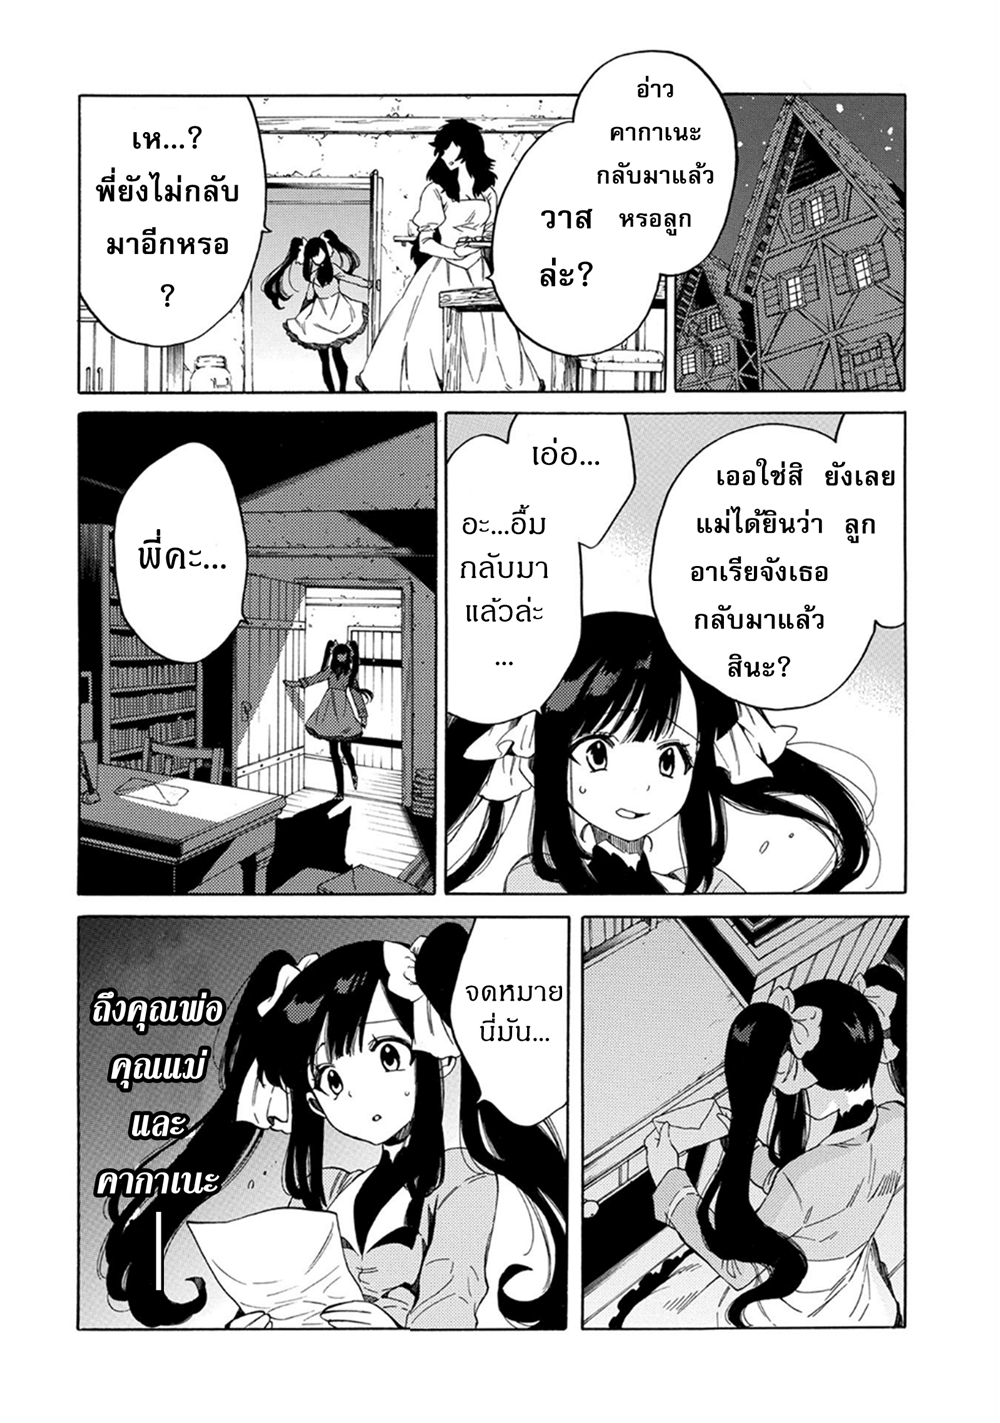 อ่าว
คากาเนะ
กลับมาแล้ว
หรอลูก
วาส
ล่ะ?
เห...?
พี่ยังไม่กลับ
มาอีกหรอ
?
เออใช่สิ ยังเลย
แม่ได้ยินว่า ลูก
อาเรียจังเธอ
กลับมาแล้ว
สินะ?
เอ่อ...
อะ...อื้ม
กลับมา
แล้วล่ะ
...
พี่คะ...
จดหมาย
นี่มัน...
ถึงคุณพ่อ
คุณแม่
และ
คากาเนะ